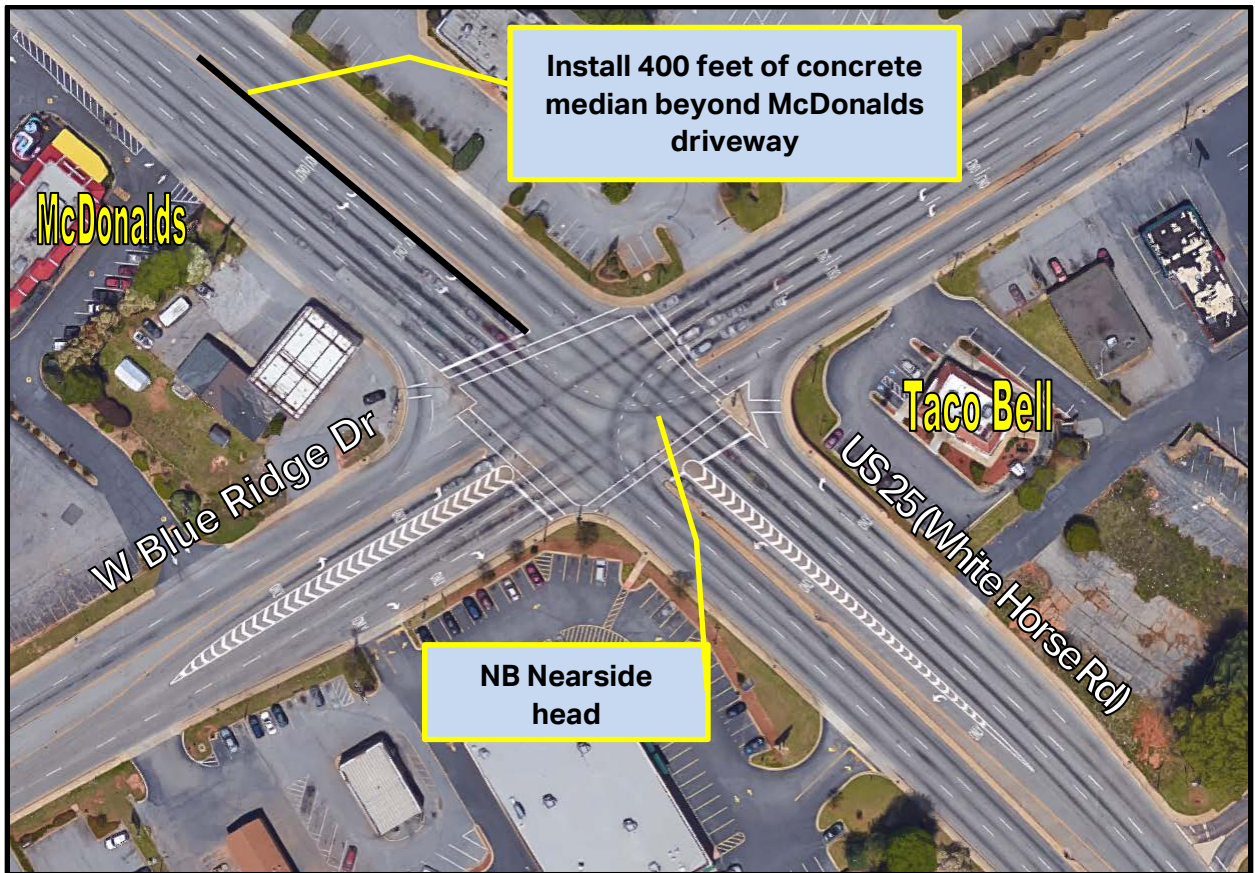 Install 400 feet of concrete
median beyond McDonalds
driveway
McDonalds
Taco Bell
W Blue Ridge Dr
US 25 (White Horse Rd)
NB Nearside
head